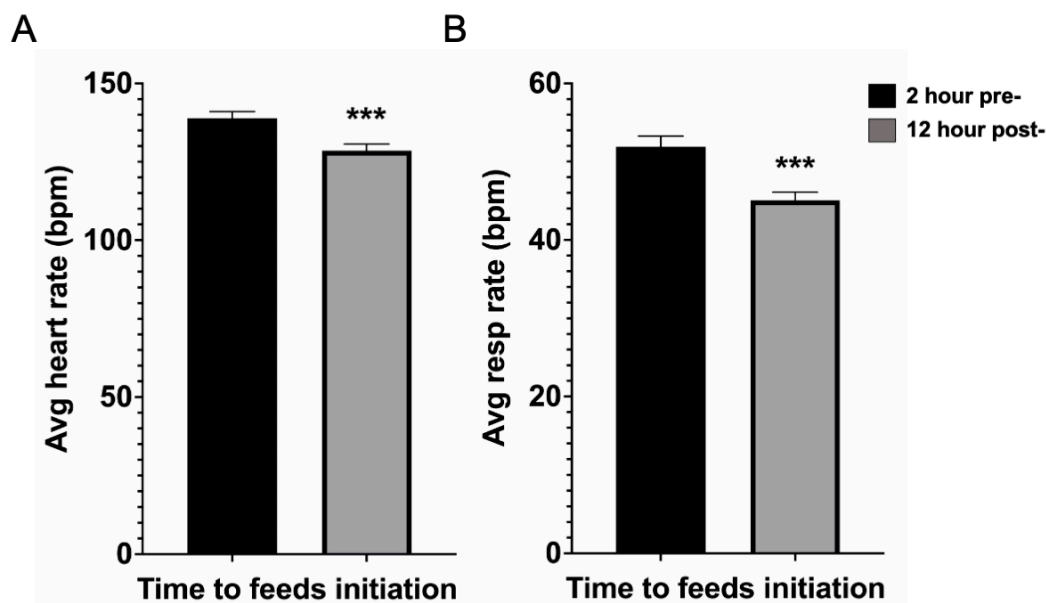 A
Avg heart rate (bpm)
150
100
50
0
***
Time to feeds initiation
B
Avg resp rate (bpm)
60
40
20
0
***
Time to feeds initiation
2 hour pre-
12 hour post-